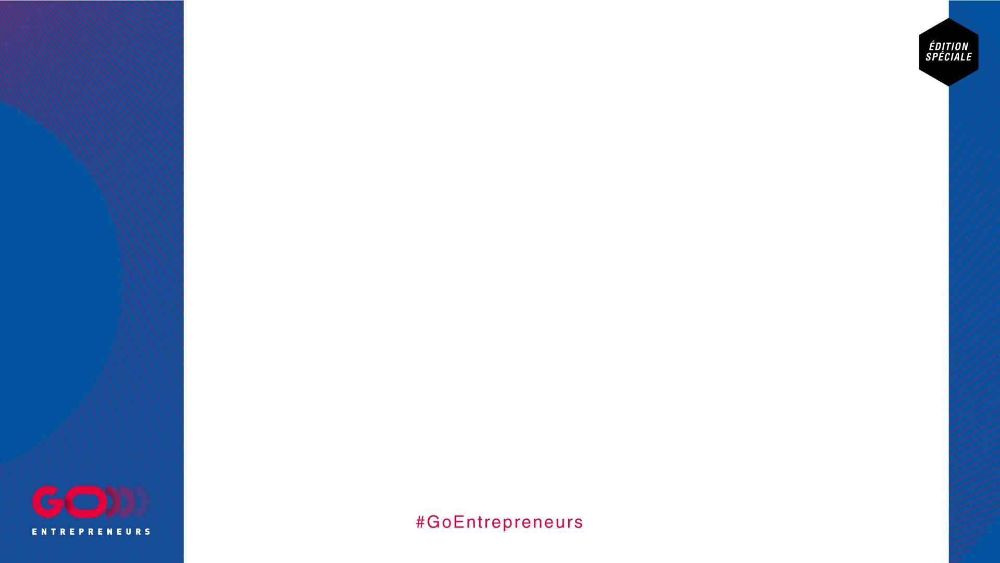 ÉDITION
SPÉCIALE
GO
ENTREPRENEURS
#GoEntrepreneurs